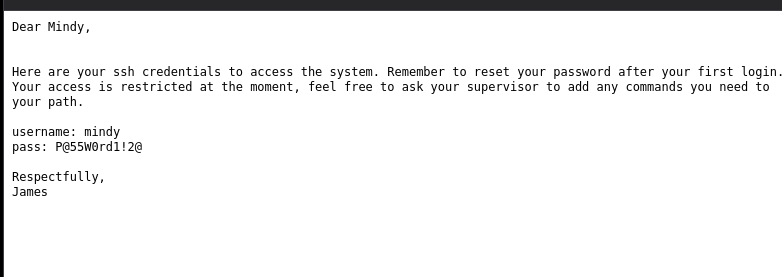 Dear Mindy,
Here are your ssh credentials to access the system. Remember to reset your password after your first login.
Your access is restricted at the moment, feel free to ask your supervisor to add any commands you need to
your path.
username: mindy
pass: P@55W0rd1!2@
Respectfully,
James